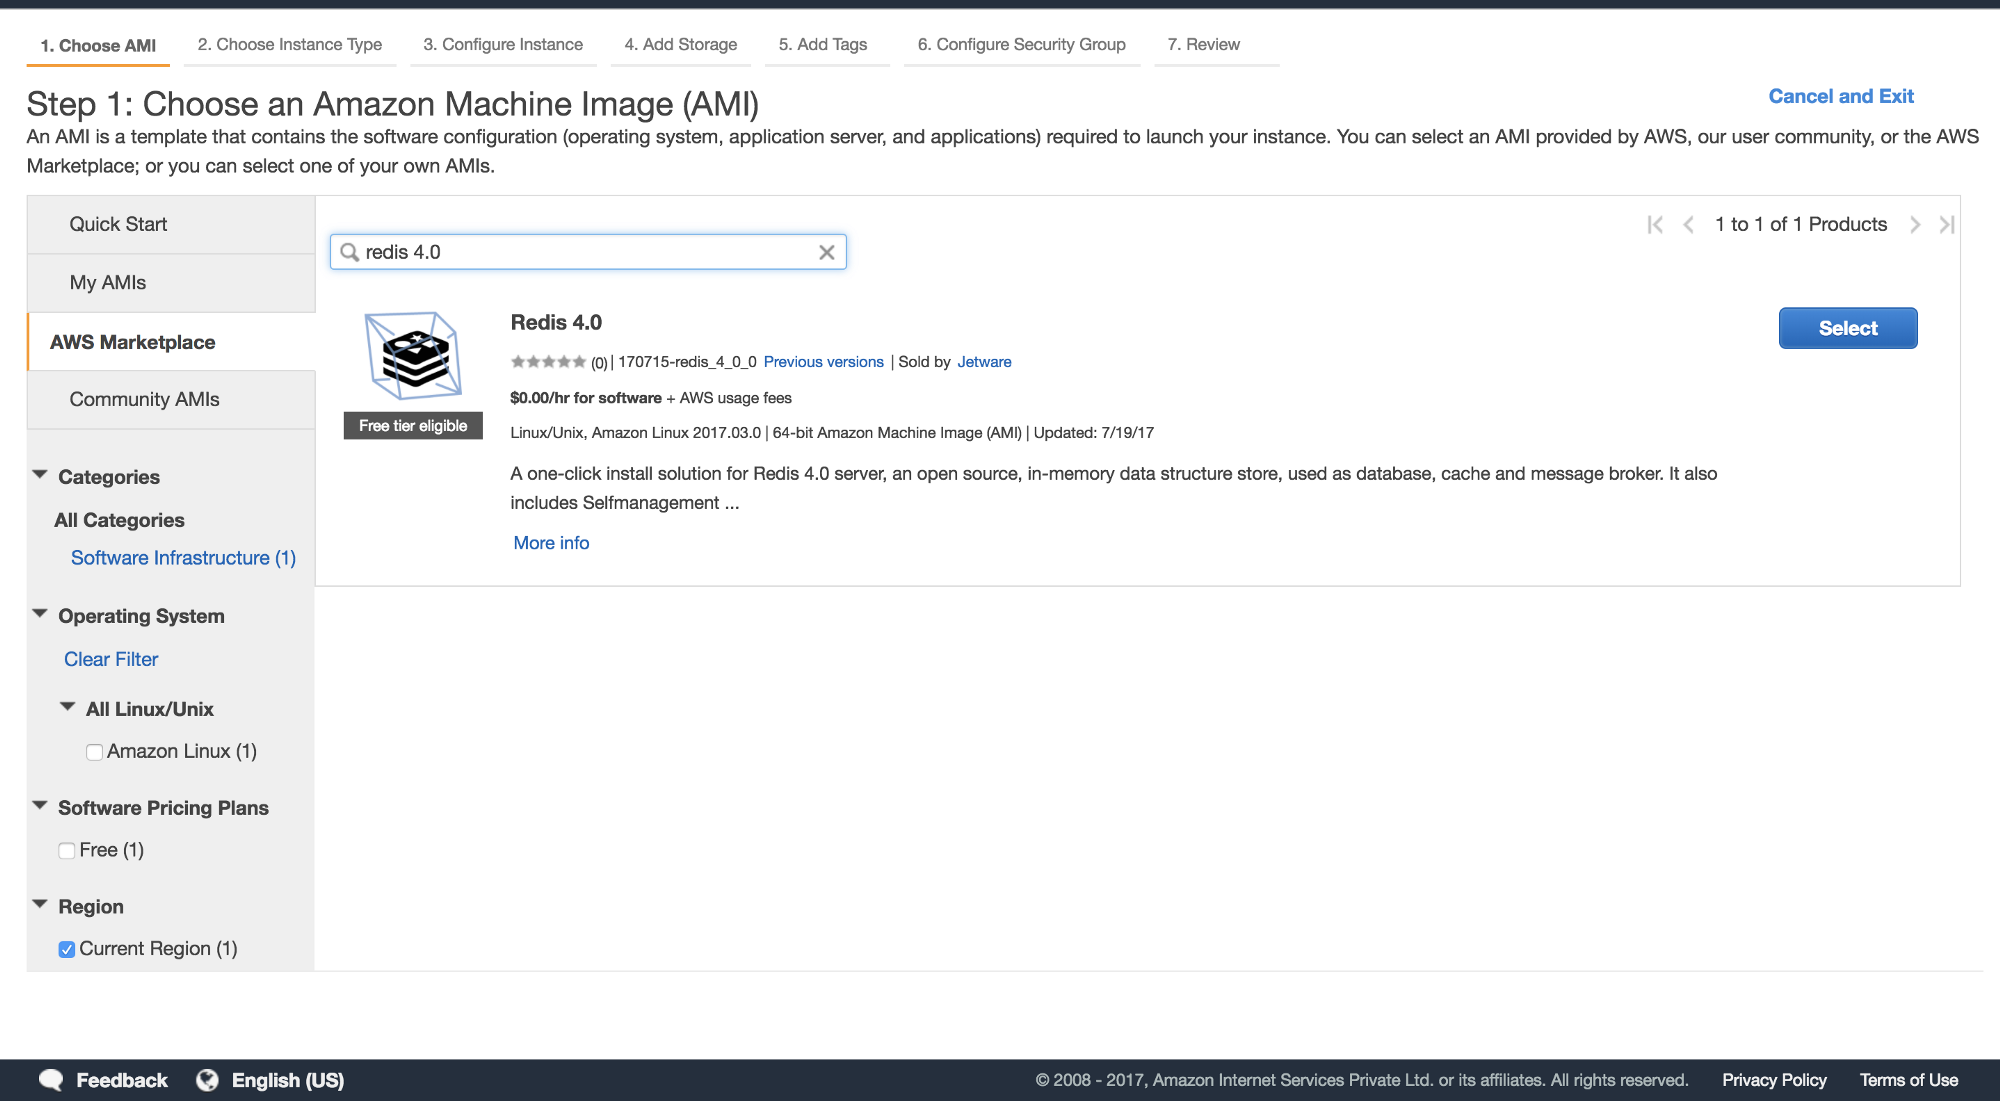 1. Choose AMI 2. Choose Instance Type 3. Configure Instance 4. Add Storage 5. Add Tags 6. Configure Security Group 7. Review
Step 1: Choose an Amazon Machine Image (AMI)
Cancel and Exit
An AMI is a template that contains the software configuration (operating system, application server, and applications) required to launch your instance. You can select an AMI provided by AWS, our user community, or the AWS
Marketplace; or you can select one of your own AMIs.
Quick Start
My AMIs
AWS Marketplace
Community AMIs
Categories
All Categories
Software Infrastructure (1)
Operating System
Clear Filter
All Linux/Unix
Amazon Linux (1)
Software Pricing Plans
Free (1)
Region
Current Region (1)
1 to 1 of 1 Products
redis 4.0
Free tier eligible
Redis 4.0
(0) | 170715-redis_4_0_0 Previous versions | Sold by Jetware
$0.00/hr for software + AWS usage fees
Linux/Unix, Amazon Linux 2017.03.0 | 64-bit Amazon Machine Image (AMI) | Updated: 7/19/17
A one-click install solution for Redis 4.0 server, an open source, in-memory data structure store, used as database, cache and message broker. It also
includes Selfmanagement ...
More info
Select
Feedback English (US) © 2008 - 2017, Amazon Internet Services Private Ltd. or its affiliates. All rights reserved. Privacy Policy Terms of Use